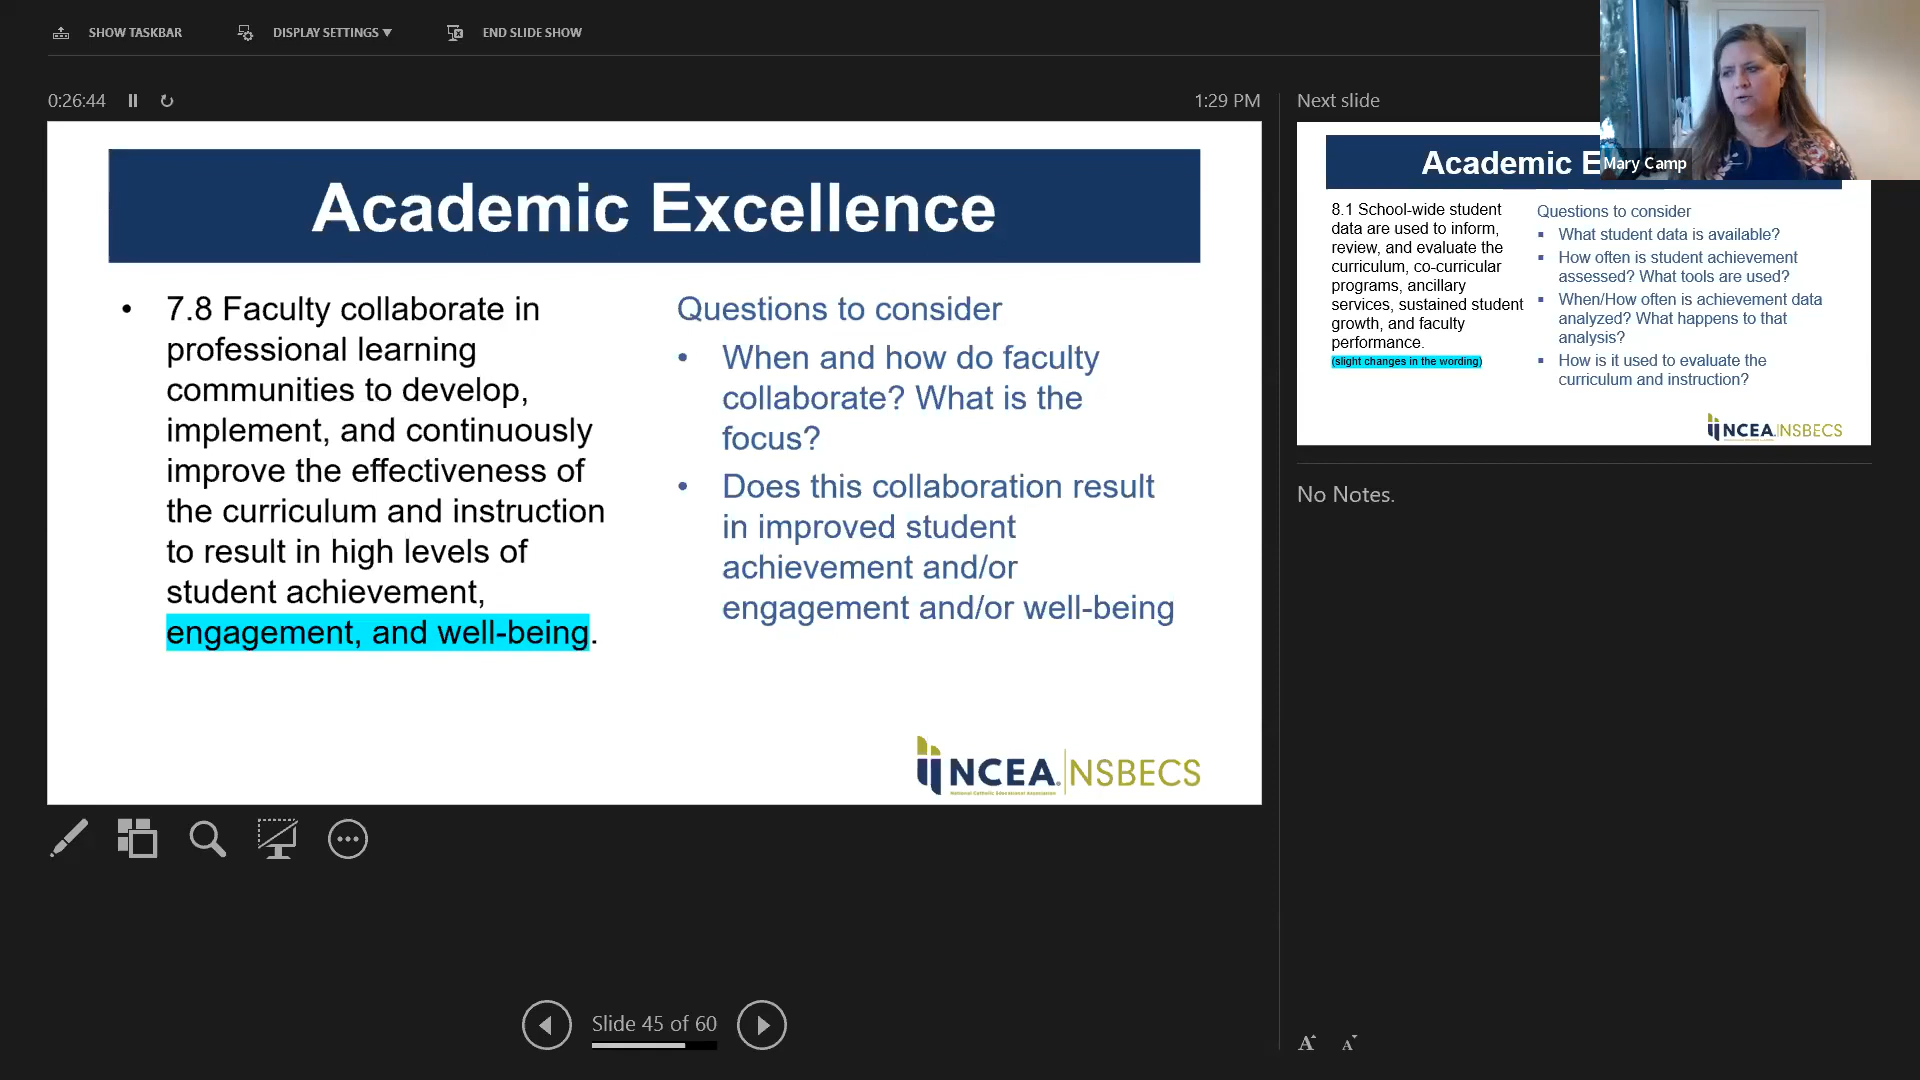 SHOW TASKBAR
DISPLAY SETTINGS
END SLIDE SHOW
0:26:44
1:29 PM
Academic Excellence
• 7.8 Faculty collaborate in
professional learning
communities to develop,
implement, and continuously
improve the effectiveness of
the curriculum and instruction
to result in high levels of
student achievement,
engagement, and well-being.
Questions to consider
• When and how do faculty
collaborate? What is the
focus?
• Does this collaboration result
in improved student
achievement and/or
engagement and/or well-being
NCEA NSBECS
National Catholic Educational Association
Slide 45 of 60
Next slide
Academic E
Mary Camp
8.1 School-wide student
data are used to inform,
review, and evaluate the
curriculum, co-curricular
programs, ancillary
services, sustained student
growth, and faculty
performance.
(slight changes in the wording)
Questions to consider
▪ What student data is available?
▪ How often is student achievement
assessed? What tools are used?
▪ When/How often is achievement data
analyzed? What happens to that
analysis?
▪ How is it used to evaluate the
curriculum and instruction?
NCEA NSBECS
No Notes.
A A